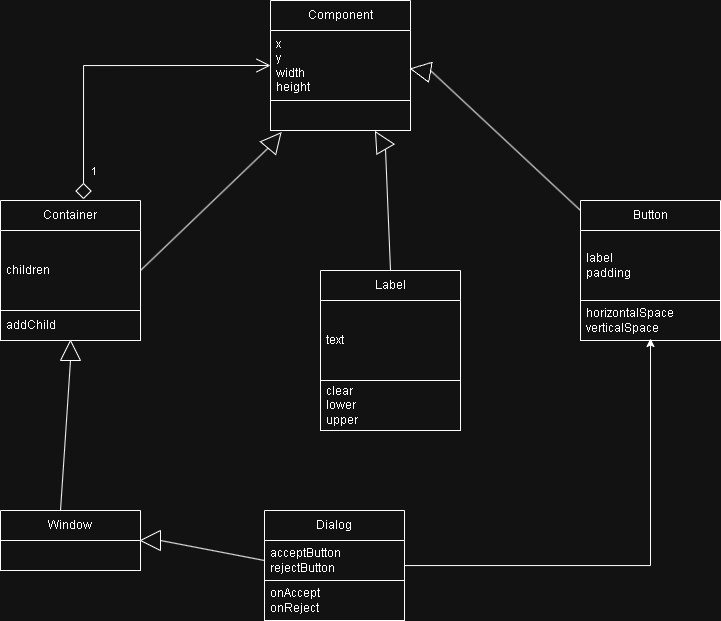 Component
x
y
width
height
1
Container
children
addChild
Label
text
clear
lower
upper
Button
label
padding
horizontalSpace
verticalSpace
Window
Dialog
acceptButton
rejectButton
onAccept
onReject